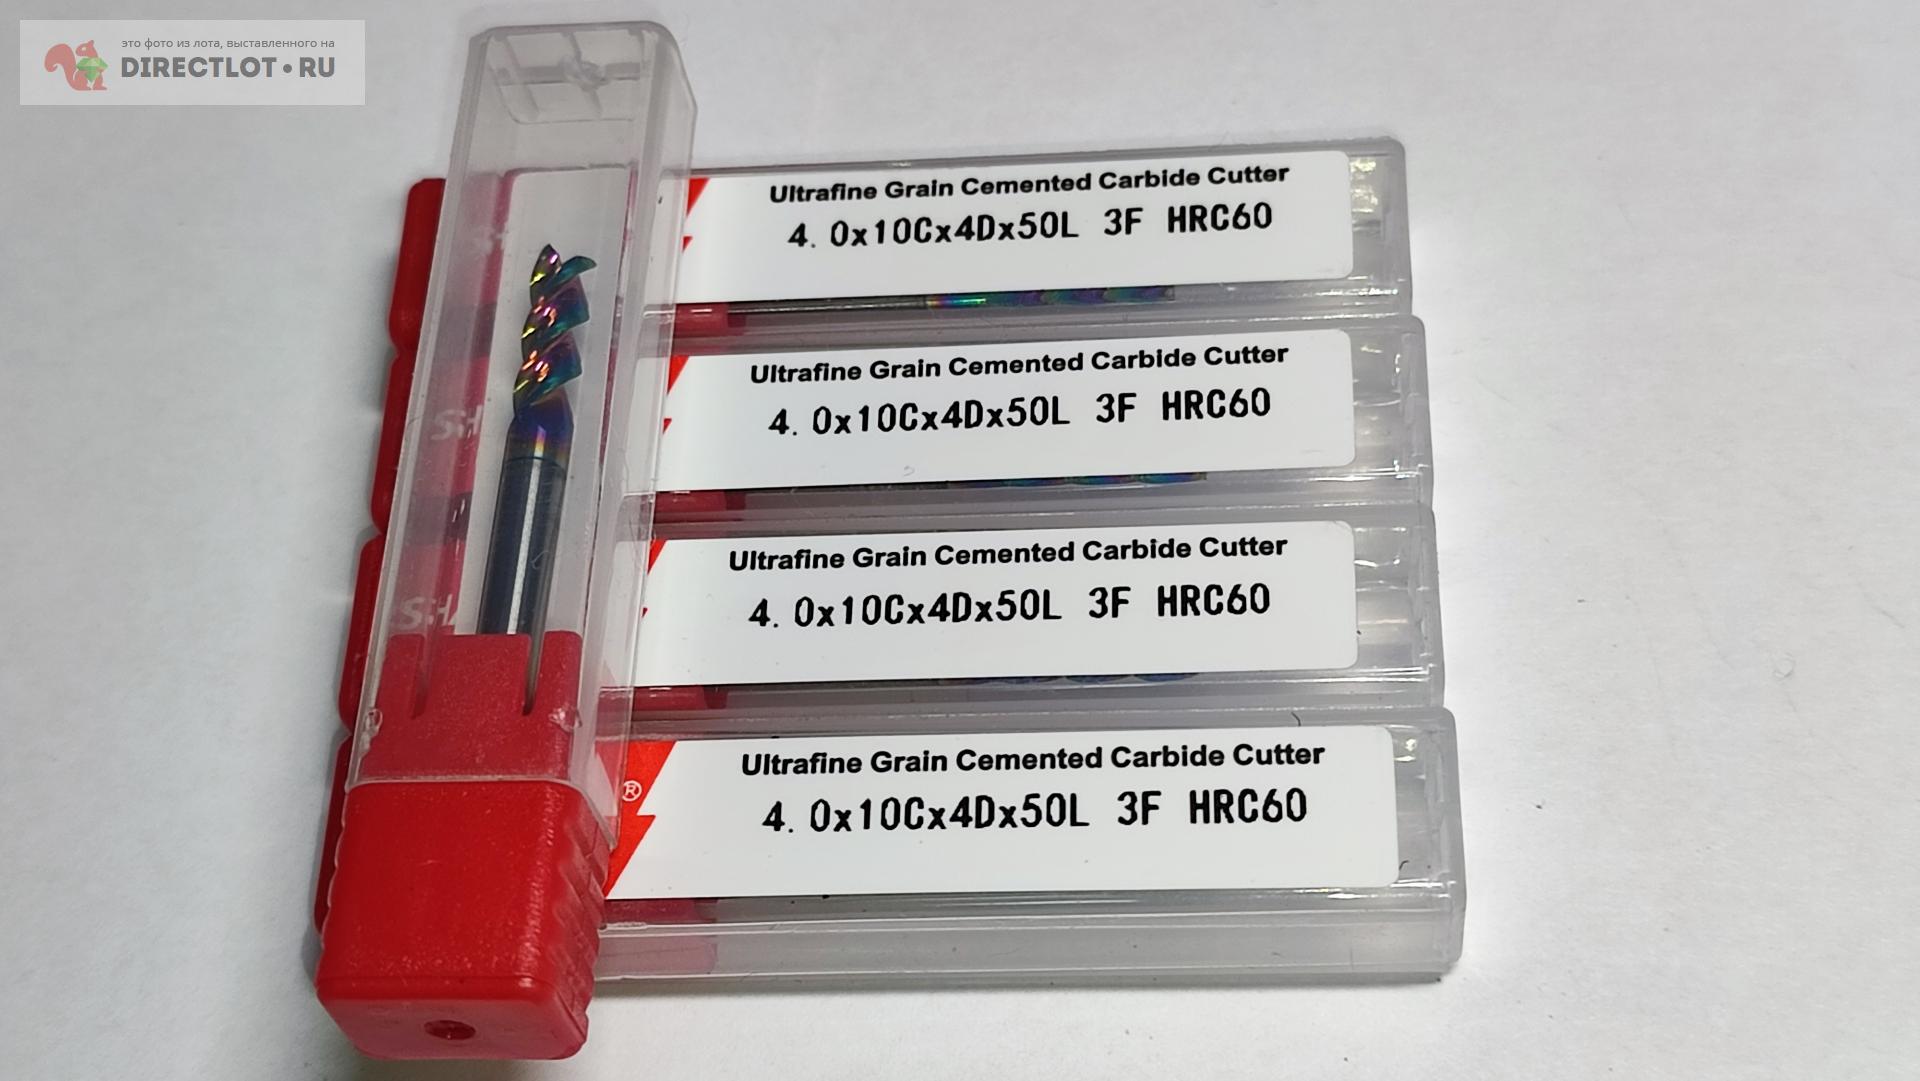 это фото из лота, выставленного на
DIRECTLOT•RU
Ultrafine Grain Cemented Carbide Cutter
4. 0x10Cx4Dx50L 3F HRC60
Ultrafine Grain Cemented Carbide Cutter
4. 0x10Cx4Dx50L 3F HRC60
Ultrafine Grain Cemented Carbide Cutter
4. 0x10Cx4Dx50L 3F HRC60
®
Ultrafine Grain Cemented Carbide Cutter
4. 0x10Cx4Dx50L 3F HRC60